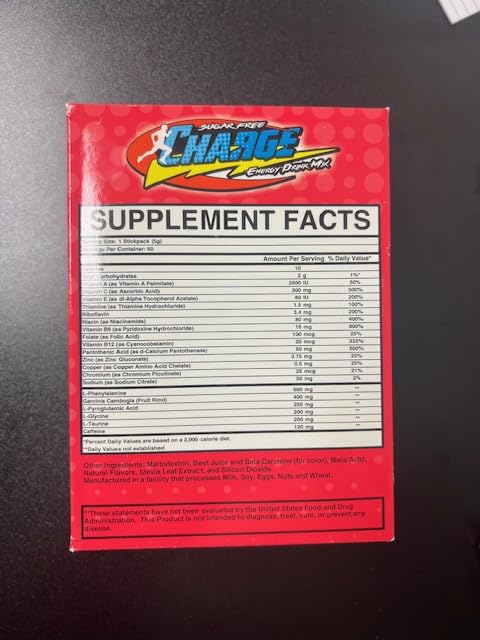 SUGAR FREE
CHARGE
ENERGY DRINK MIX
SUPPLEMENT FACTS
Size: 1 Stickpack (5g)
Per Container: 60
Amount Per Serving % Daily Value*
Calories 10
Total Carbohydrates 2 g 1%*
Vitamin A (as Vitamin A Palmitate) 2500 IU 50%
Vitamin C (as Ascorbic Acid) 300 mg 500%
Vitamin E (as dl-Alpha Tocopherol Acetate) 60 IU 200%
Thiamine (as Thiamine Hydrochloride) 1.5 mg 100%
Riboflavin 3.4 mg 200%
Niacin (as Niacinamide) 80 mg 400%
Vitamin B6 (as Pyridoxine Hydrochloride) 16 mg 800%
Folate (as Folic Acid) 100 mcg 25%
Vitamin B12 (as Cyanocobalamin) 20 mcg 333%
Pantothenic Acid (as d-Calcium Pantothenate) 50 mg 500%
Zinc (as Zinc Gluconate) 3.75 mg 25%
Copper (as Copper Amino Acid Chelate) 0.5 mg 25%
Chromium (as Chromium Picolinate) 25 mcg 21%
Sodium (as Sodium Citrate) 50 mg 2%
L-Phenylalanine mg **
Garcinia Cambogia (Fruit Rind) 400 mg **
L-Pyroglutamic Acid 250 mg **
L-Glycine 200 mg **
L-Taurine 200 mg **
Caffeine 120 mg **
*Percent Daily Values are based on a 2,000 calorie diet.
**Daily Values not established
Other Ingredients: Maltodextrin, Beet Juice and Beta Carotene (for color), Malic Acid,
Natural Flavors, Stevia Leaf Extract, and Silicon Dioxide.
Manufactured in a facility that processes Milk, Soy, Eggs, Nuts and Wheat.
**These statements have not been evaluated by the United States Food and Drug
Administration. This Product is not intended to diagnose, treat, cure, or prevent any
disease.